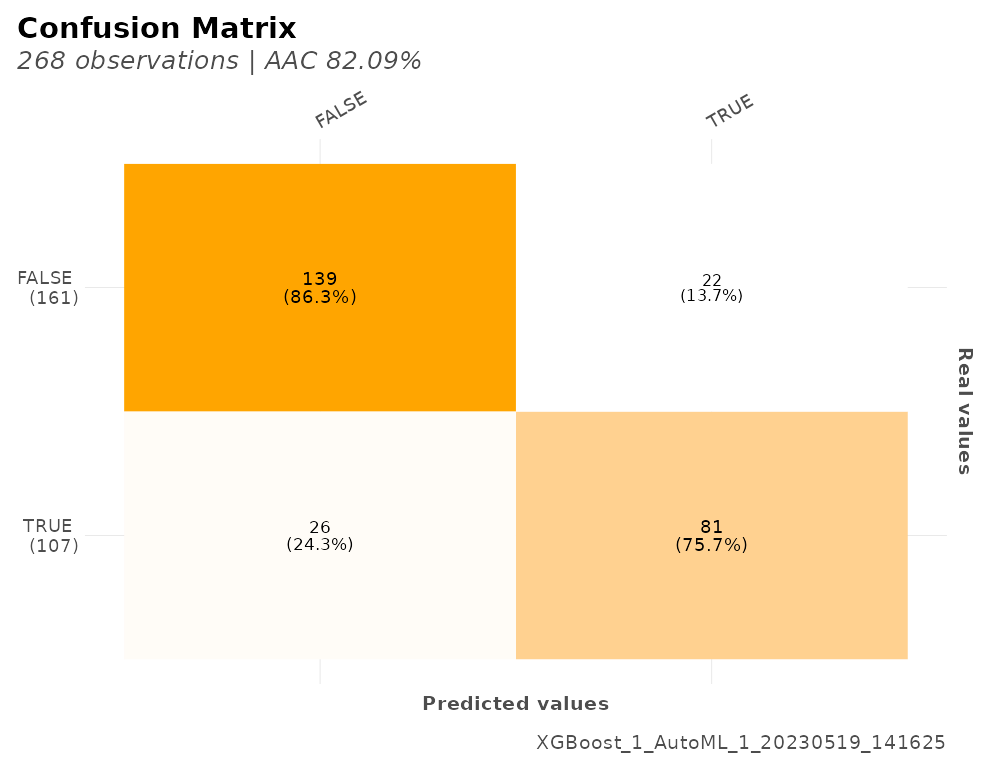 Confusion Matrix
268 observations | AAC 82.09%
FALSE
TRUE
FALSE
(161)
139
(86.3%)
22
(13.7%)
Real values
TRUE
(107)
26
(24.3%)
81
(75.7%)
Predicted values
XGBoost_1_AutoML_1_20230519_141625